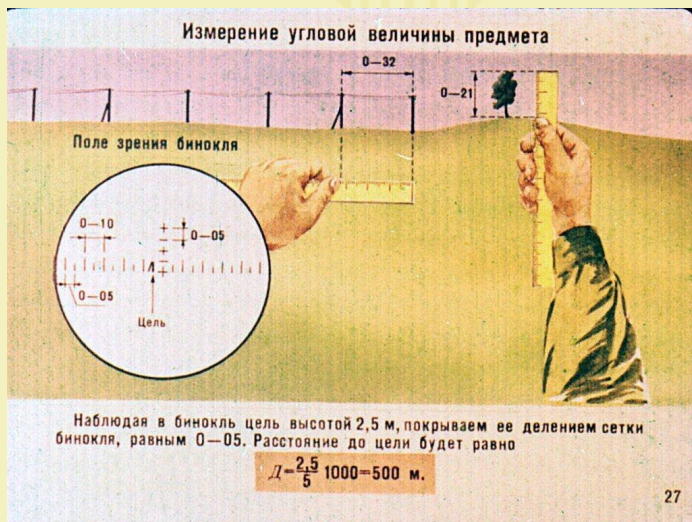 Измерение угловой величины предмета
0—32
0—21
Поле зрения бинокля
0—10
0—05
0—05
Цель
Наблюдая в бинокль цель высотой 2,5 м, покрываем ее делением сетки
бинокля, равным 0—05. Расстояние до цели будет равно
Д=2,5/5 1000=500 м.
27